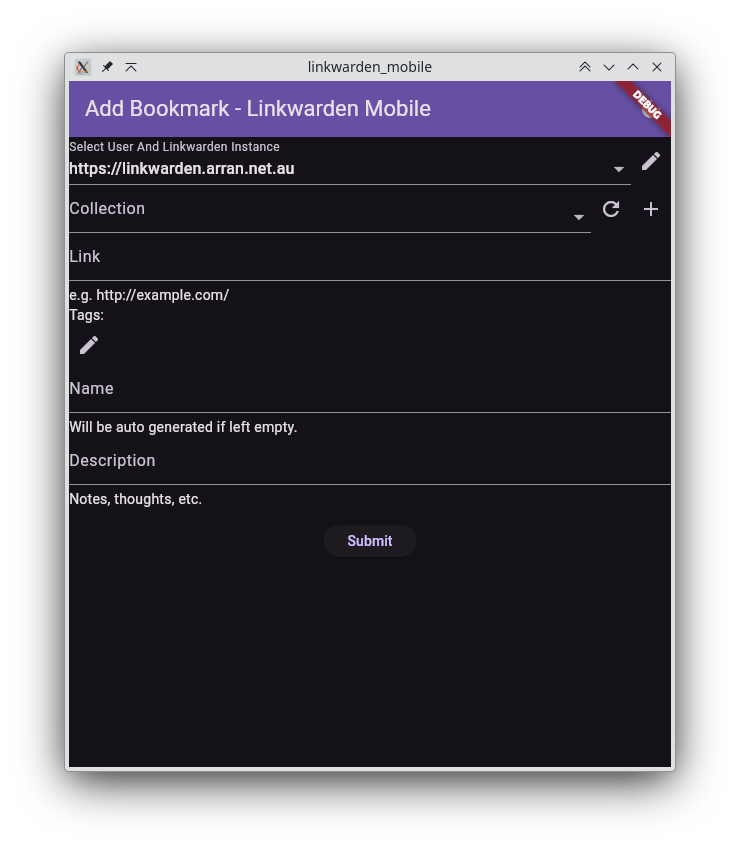 linkwarden_mobile
Add Bookmark - Linkwarden Mobile
DEBUG
Select User And Linkwarden Instance
https://linkwarden.arran.net.au
Collection
Link
e.g. http://example.com/
Tags:
Name
Will be auto generated if left empty.
Description
Notes, thoughts, etc.
Submit